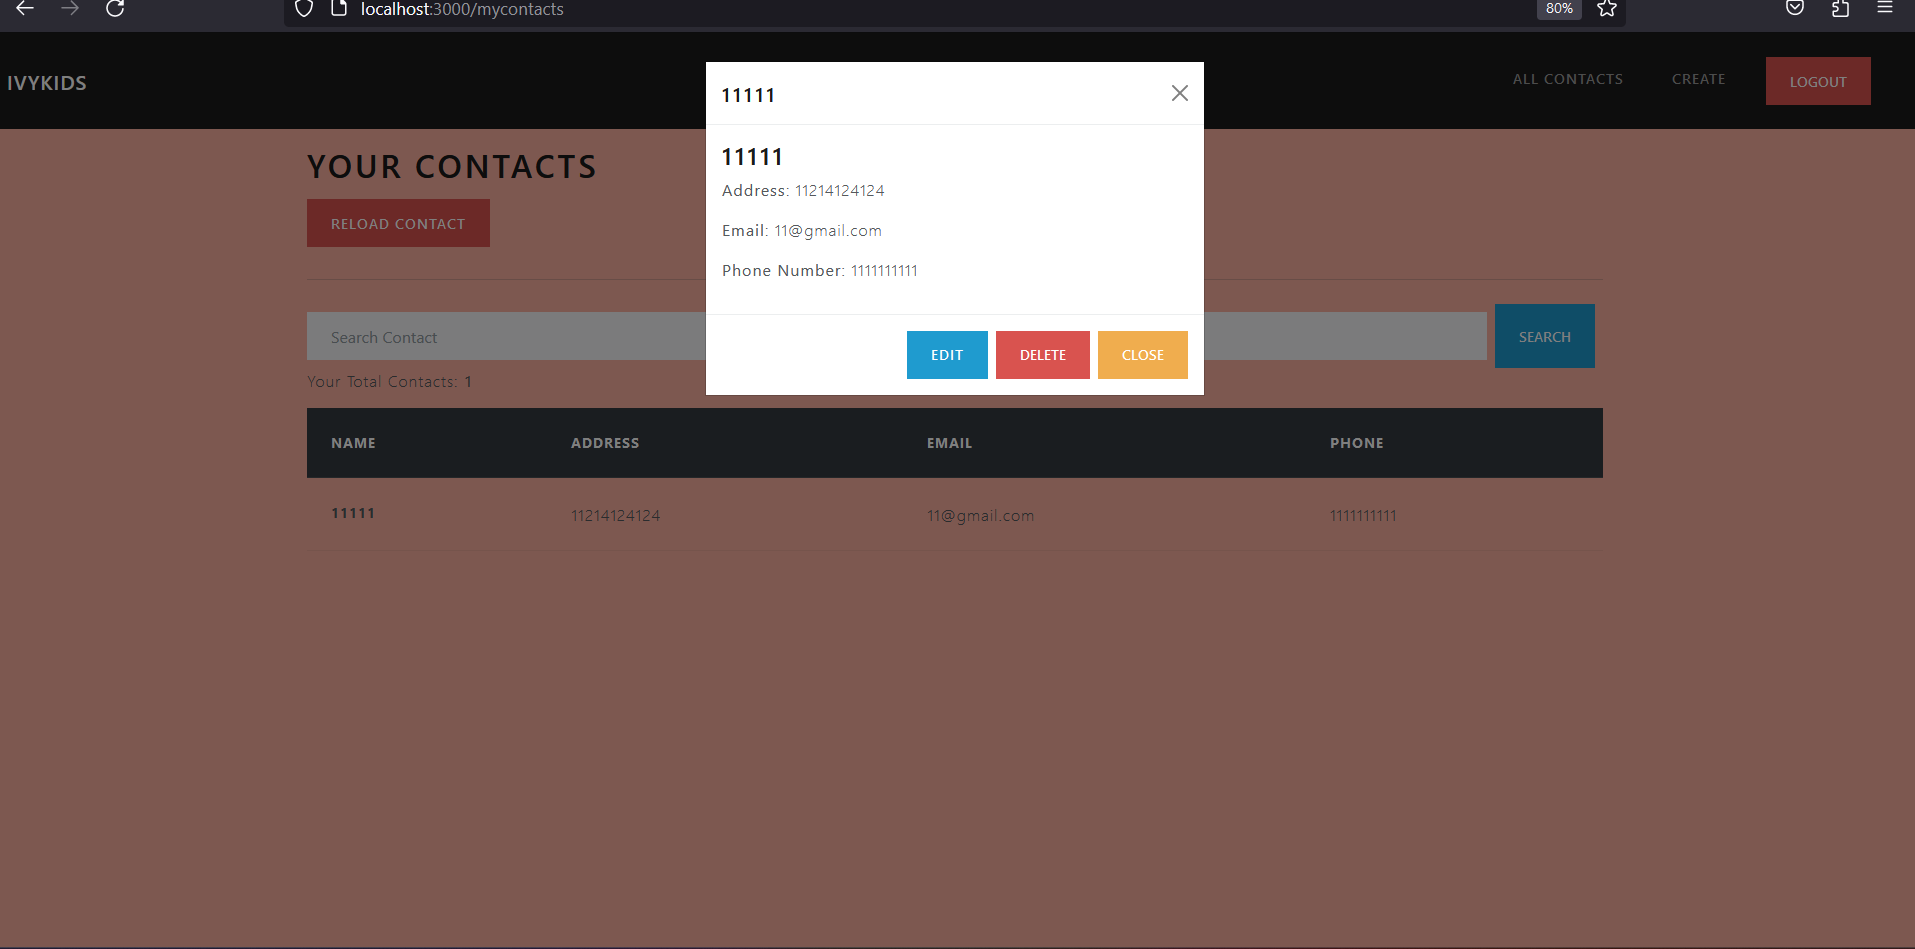 localhost:3000/mycontacts
80%
IVYKIDS
ALL CONTACTS
CREATE
LOGOUT
11111
11111
Address: 11214124124
Email: 11@gmail.com
Phone Number: 1111111111
EDIT
DELETE
CLOSE
YOUR CONTACTS
RELOAD CONTACT
Search Contact
SEARCH
Your Total Contacts: 1
NAME ADDRESS EMAIL PHONE
11111 11214124124 11@gmail.com 1111111111